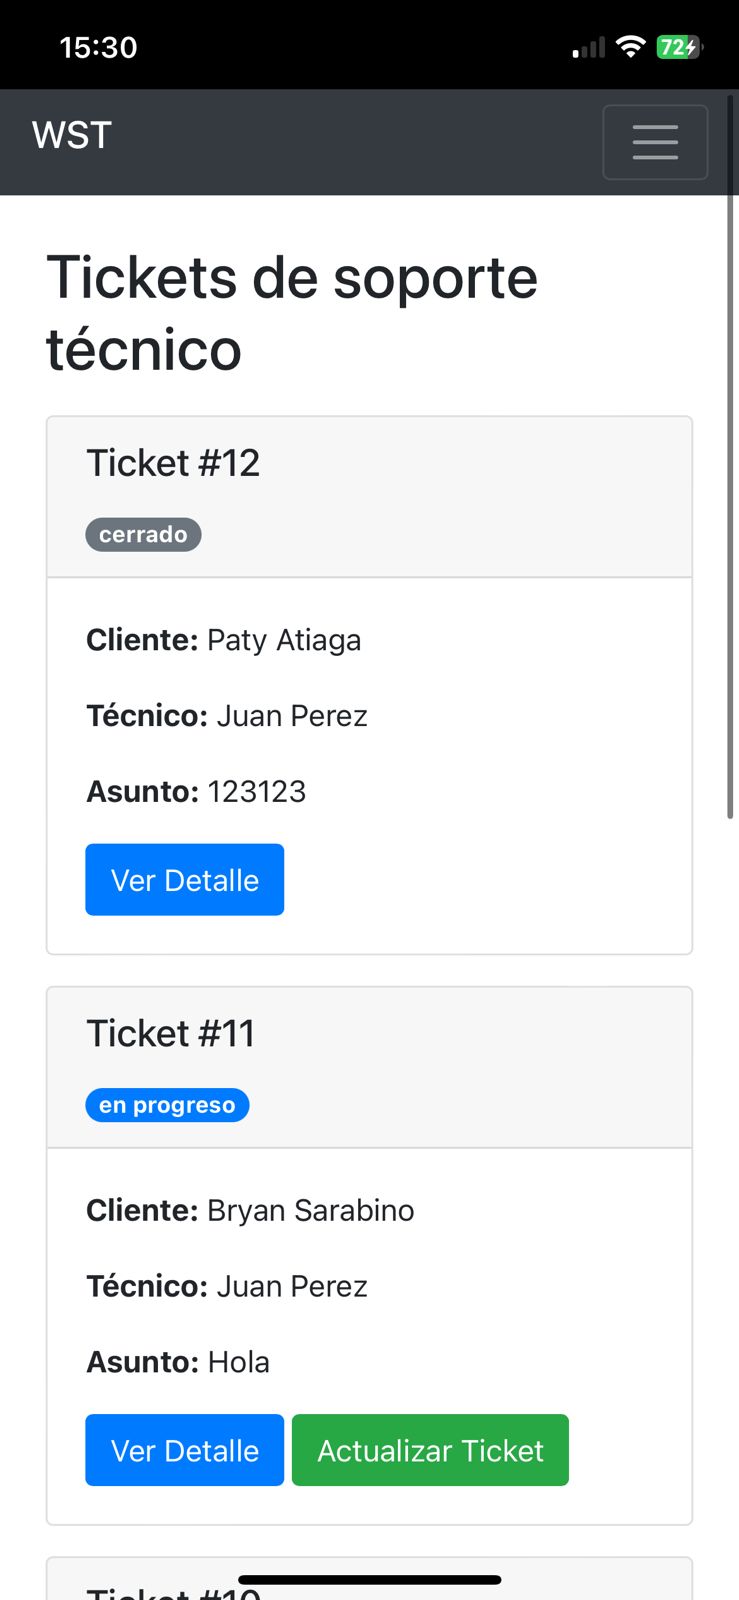 15:30
72
WST
Tickets de soporte
técnico
Ticket #12
cerrado
Cliente: Paty Atiaga
Técnico: Juan Perez
Asunto: 123123
Ver Detalle
Ticket #11
en progreso
Cliente: Bryan Sarabino
Técnico: Juan Perez
Asunto: Hola
Ver Detalle Actualizar Ticket
Ticket #10